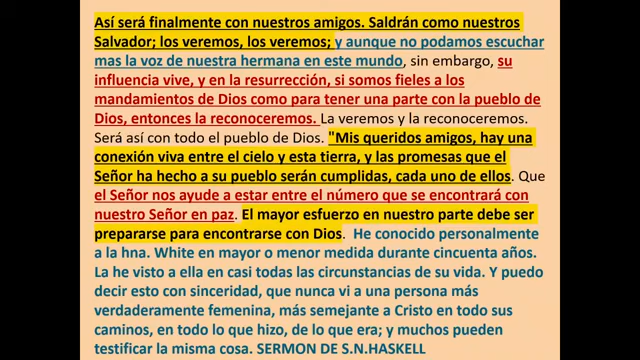 Así será finalmente con nuestros amigos. Saldrán como nuestros
Salvador; los veremos, los veremos; y aunque no podamos escuchar
mas la voz de nuestra hermana en este mundo, sin embargo, su
influencia vive, y en la resurrección, si somos fieles a los
mandamientos de Dios como para tener una parte con la pueblo de
Dios, entonces la reconoceremos. La veremos y la reconoceremos.
Será así con todo el pueblo de Dios. "Mis queridos amigos, hay una
conexión viva entre el cielo y esta tierra, y las promesas que el
Señor ha hecho a su pueblo serán cumplidas, cada uno de ellos. Que
el Señor nos ayude a estar entre el número que se encontrará con
nuestro Señor en paz. El mayor esfuerzo en nuestro parte debe ser
prepararse para encontrarse con Dios. He conocido personalmente
a la hna. White en mayor o menor medida durante cincuenta años.
La he visto a ella en casi todas las circunstancias de su vida. Y puedo
decir esto con sinceridad, que nunca vi a una persona más
verdaderamente femenina, más semejante a Cristo en todo sus
caminos, en todo lo que hizo, de lo que era; y muchos pueden
testificar la misma cosa. SERMON DE S.N.HASKELL